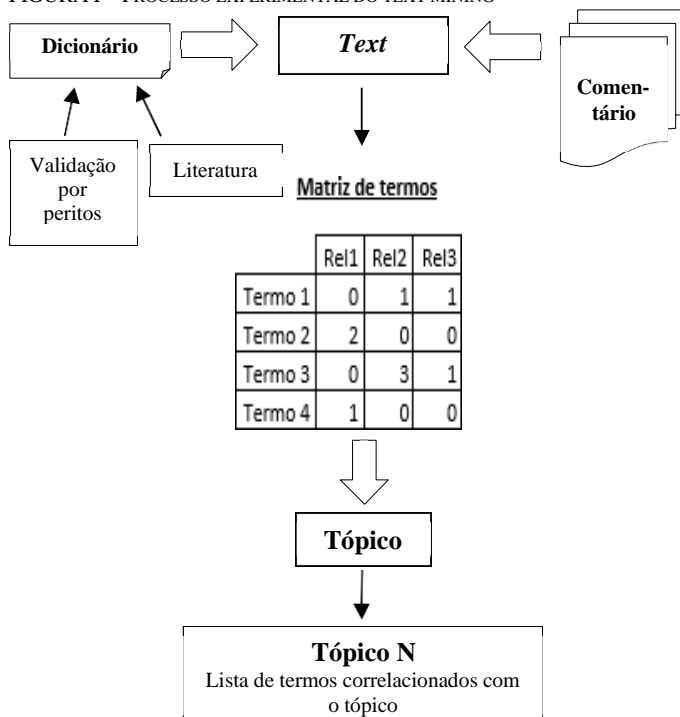 FIGURA 1 – PROCESSO EXPERIMENTAL DO TEXT MINING
Dicionário
Text
Comen-
tário
Validação
por
peritos
Literatura
Matriz de termos
Rel1 Rel2 Rel3
Termo 1 0 1 1
Termo 2 2 0 0
Termo 3 0 3 1
Termo 4 1 0 0
Tópico
Tópico N
Lista de termos correlacionados com
o tópico